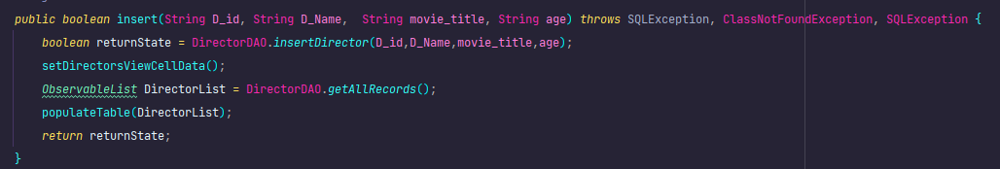 public boolean insert(String D_id, String D_Name,  String movie_title, String age) throws SQLException, ClassNotFoundException, SQLException {
    boolean returnState = DirectorDAO.insertDirector(D_id,D_Name,movie_title,age);
    setDirectorsViewCellData();
    ObservableList DirectorList = DirectorDAO.getAllRecords();
    populateTable(DirectorList);
    return returnState;
}